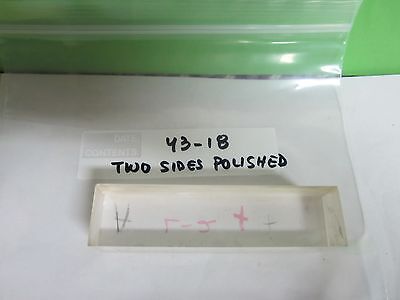 DATE
CONTENTS
43-18
TWO SIDES POLISHED